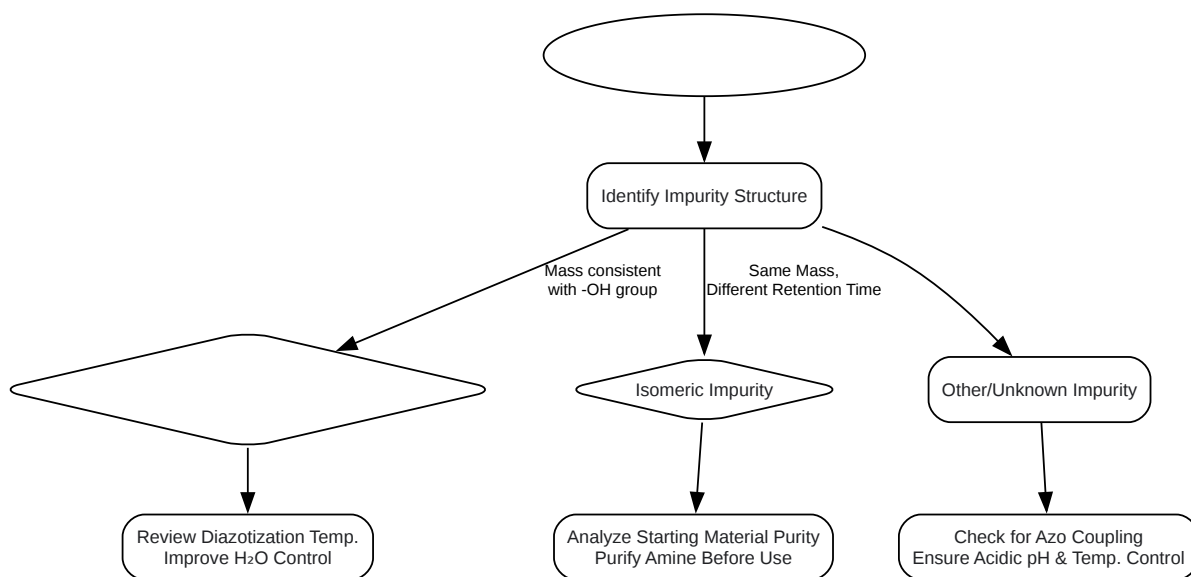 Identify Impurity Structure
Mass consistent
with -OH group
Same Mass,
Different Retention Time
Isomeric Impurity
Other/Unknown Impurity
Review Diazotization Temp.
Improve H₂O Control
Analyze Starting Material Purity
Purify Amine Before Use
Check for Azo Coupling
Ensure Acidic pH & Temp. Control